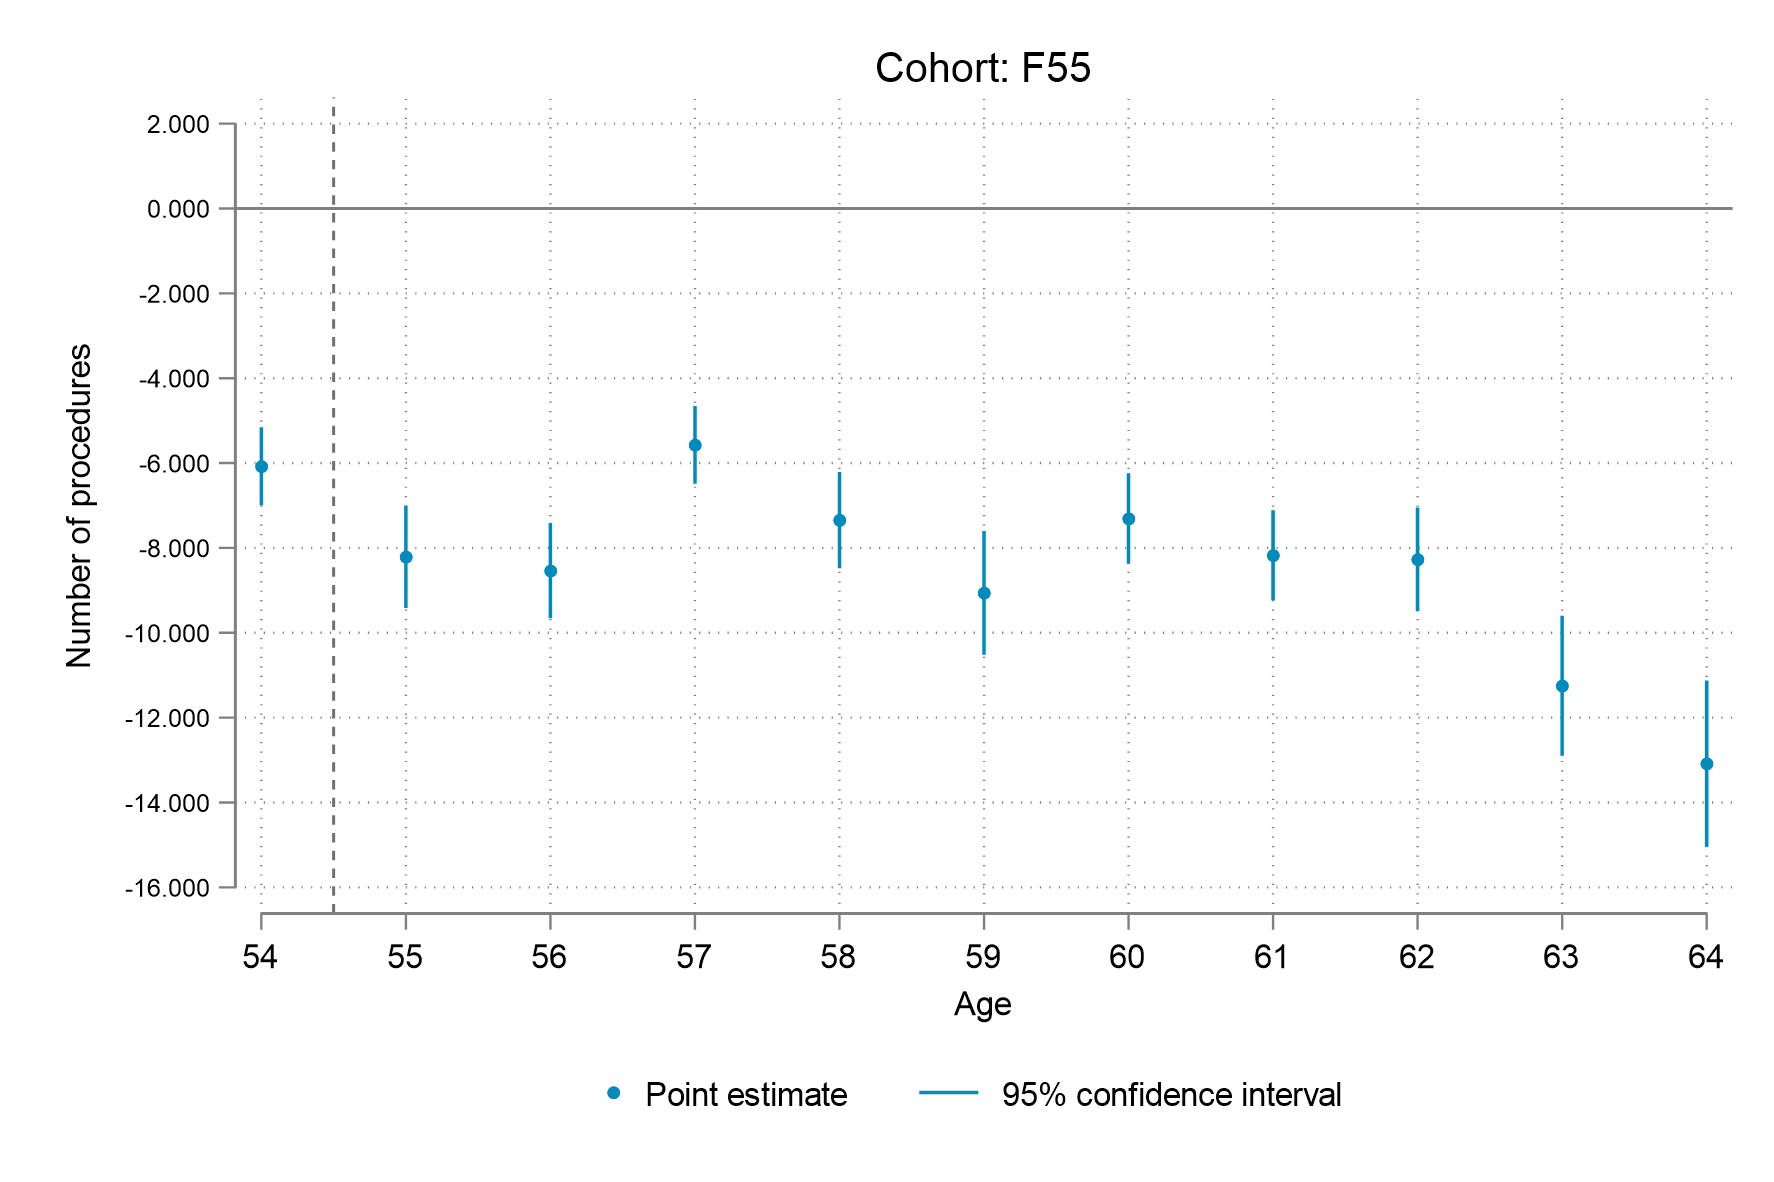 Cohort: F55
2.000
0.000
-2.000
-4.000
-6.000
-8.000
-10.000
-12.000
-14.000
-16.000
Number of procedures
54 55 56 57 58 59 60 61 62 63 64
Age
Point estimate 95% confidence interval